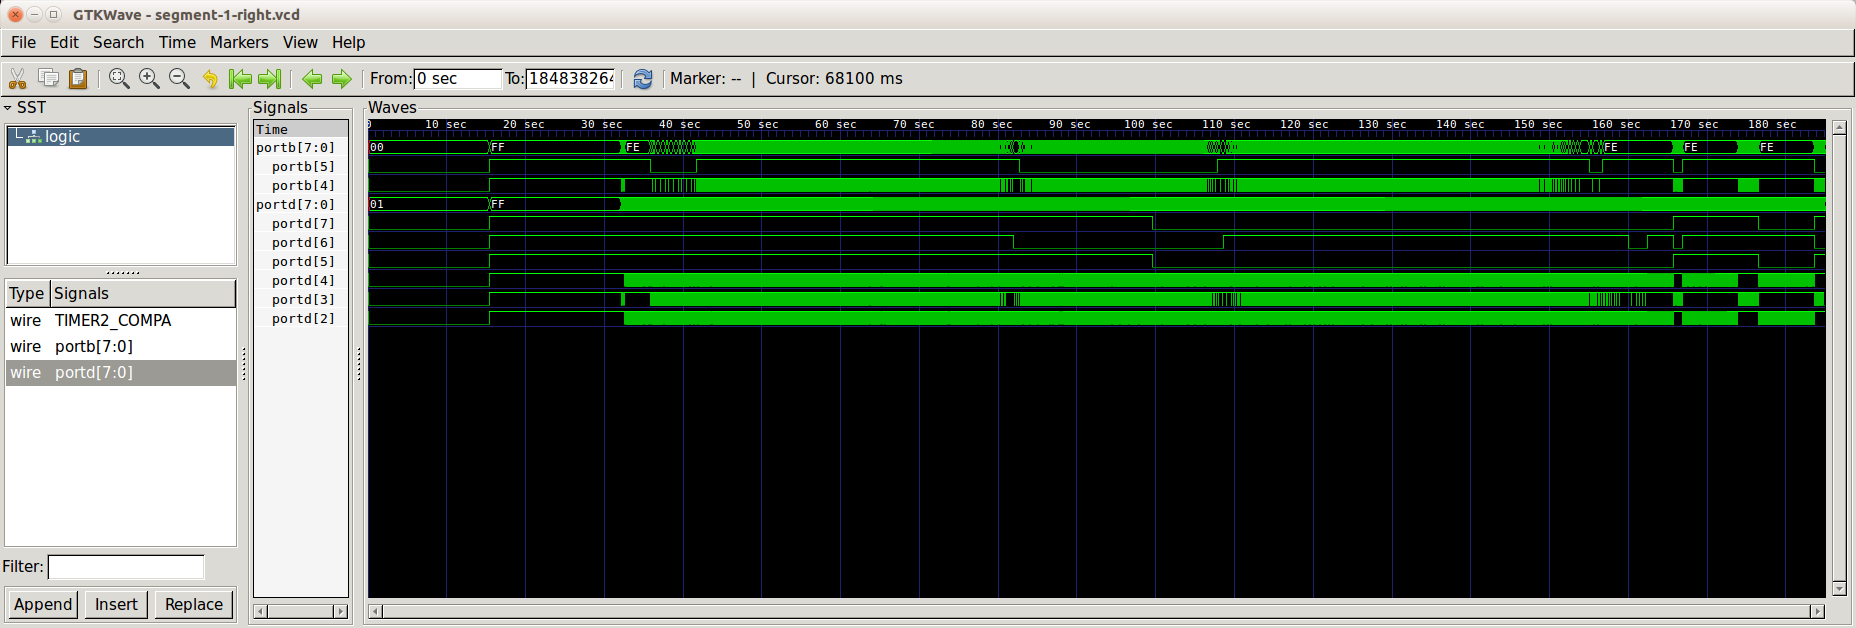 GTKWave - segment-1-right.vcd
File Edit Search Time Markers View Help
From: 0 sec To: 184838264 Marker: -- | Cursor: 68100 ms
SST
logic
Type Signals
wire TIMER2_COMPA
wire portb[7:0]
wire portd[7:0]
Filter:
Append Insert Replace
Signals
Time
portb[7:0]
portb[5]
portb[4]
portd[7:0]
portd[7]
portd[6]
portd[5]
portd[4]
portd[3]
portd[2]
Waves
0 10 sec 20 sec 30 sec 40 sec 50 sec 60 sec 70 sec 80 sec 90 sec 100 sec 110 sec 120 sec 130 sec 140 sec 150 sec 160 sec 170 sec 180 sec
00 FF FE FE FE FE
01 FF